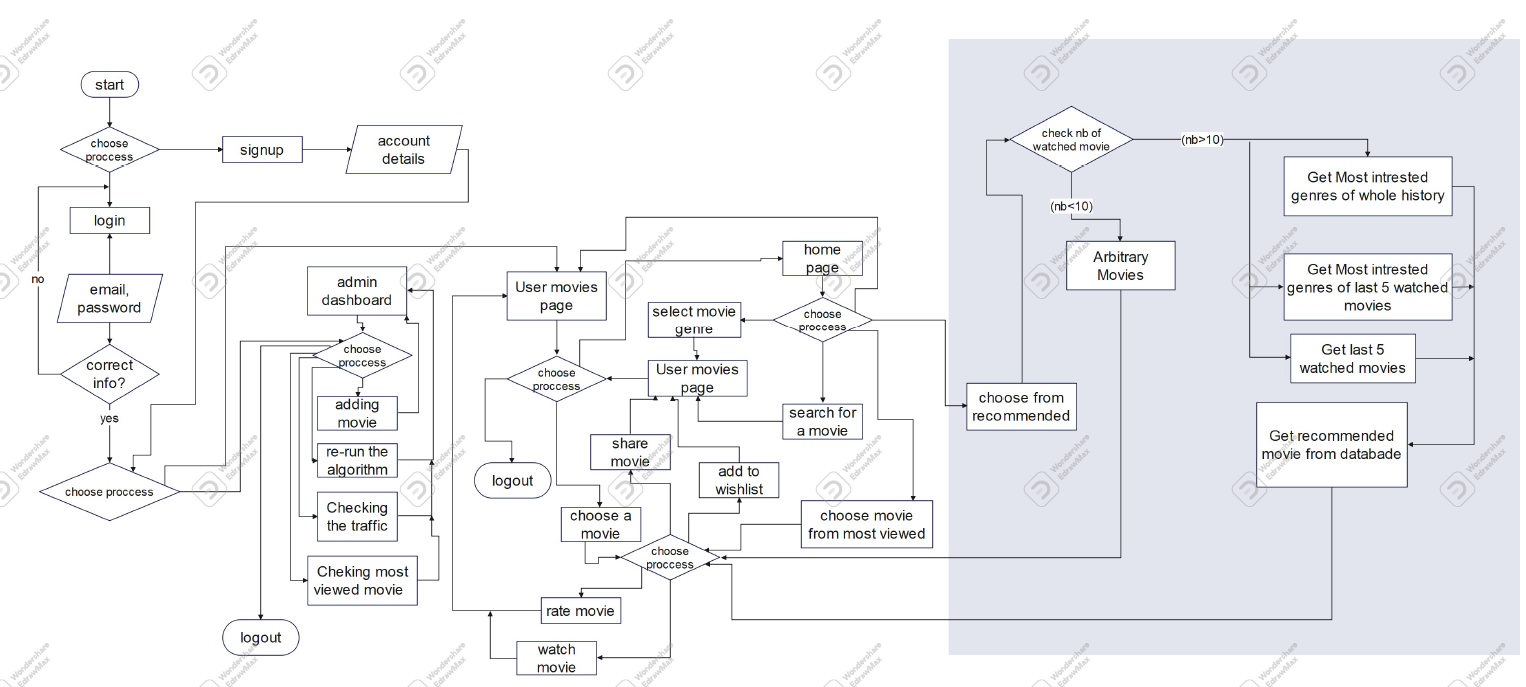 start
choose
proccess
signup
account
details
login
no
email,
password
correct
info?
yes
choose proccess
admin
dashboard
choose
proccess
adding
movie
re-run the
algorithm
Checking
the traffic
Cheking most
viewed movie
logout
User movies
page
choose
proccess
logout
home
page
choose
proccess
select movie
genre
User movies
page
search for
a movie
share
movie
add to
wishlist
choose a
movie
choose movie
from most viewed
choose
proccess
rate movie
watch
movie
check nb of
watched movie
(nb>10)
(nb<10)
Arbitrary
Movies
choose from
recommended
Get Most intrested
genres of whole history
Get Most intrested
genres of last 5 watched
movies
Get last 5
watched movies
Get recommended
movie from databade
Wondershare
EdrawMax